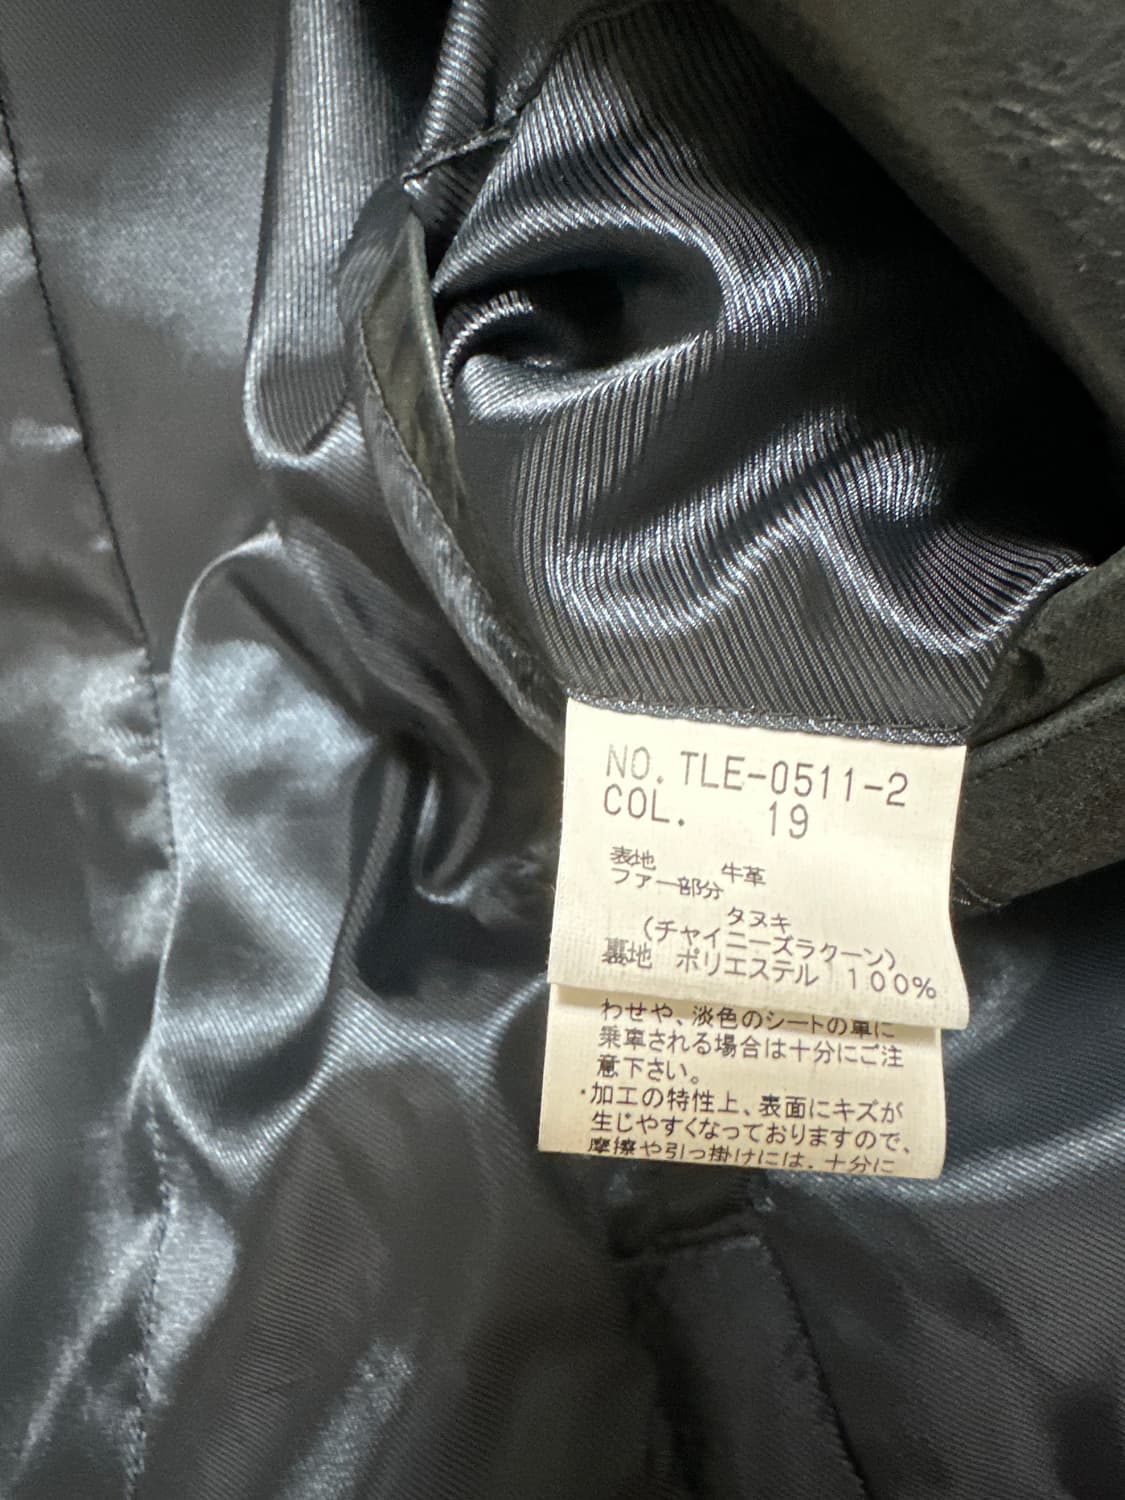 NO. TLE-0511-2
COL. 19
表地 牛革
ファー部分
タヌキ
(チャイニーズラクーン)
裏地 ポリエステル 100%
わせや、淡色のシートの車に
乗車される場合は十分にご注
意下さい。
・加工の特性上、表面にキズが
生じやすくなっておりますので、
摩擦や引っ掛けには、十分に